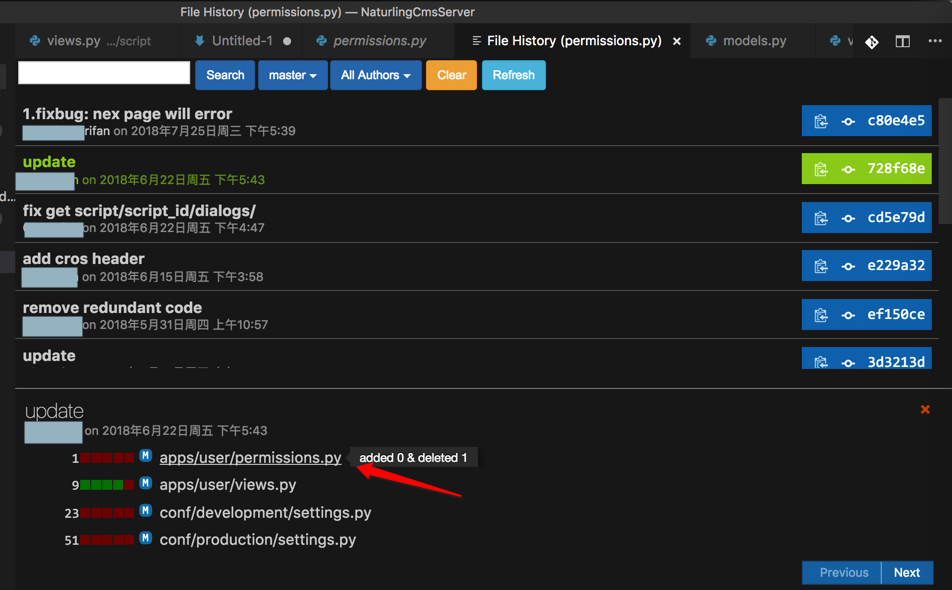 File History (permissions.py) — NaturlingCmsServer
views.py .../script
Untitled-1
permissions.py
File History (permissions.py) ×
models.py
Search
master
All Authors
Clear
Refresh
1.fixbug: nex page will error
rifan on 2018年7月25日周三 下午5:39
c80e4e5
update
on 2018年6月22日周五 下午5:43
728f68e
fix get script/script_id/dialogs/
on 2018年6月22日周五 下午4:47
cd5e79d
add cros header
on 2018年6月15日周五 下午3:58
e229a32
remove redundant code
on 2018年5月31日周四 上午10:57
ef150ce
update
3d3213d
d...
update
on 2018年6月22日周五 下午5:43
1 M apps/user/permissions.py
added 0 & deleted 1
9 M apps/user/views.py
23 M conf/development/settings.py
51 M conf/production/settings.py
Previous
Next